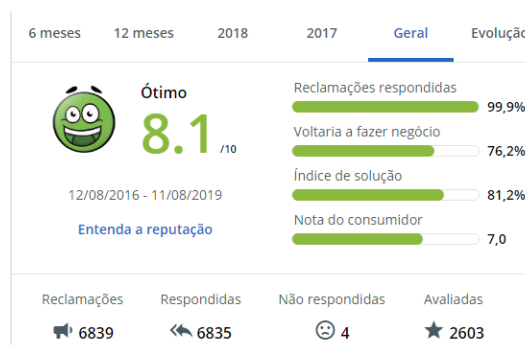 6 meses 12 meses 2018 2017 Geral Evolução
Ótimo
8.1 /10
12/08/2016 - 11/08/2019
Entenda a reputação
Reclamações respondidas
99,9%
Voltaria a fazer negócio
76,2%
Índice de solução
81,2%
Nota do consumidor
7,0
Reclamações Respondidas Não respondidas Avaliadas
6839 6835 4 2603